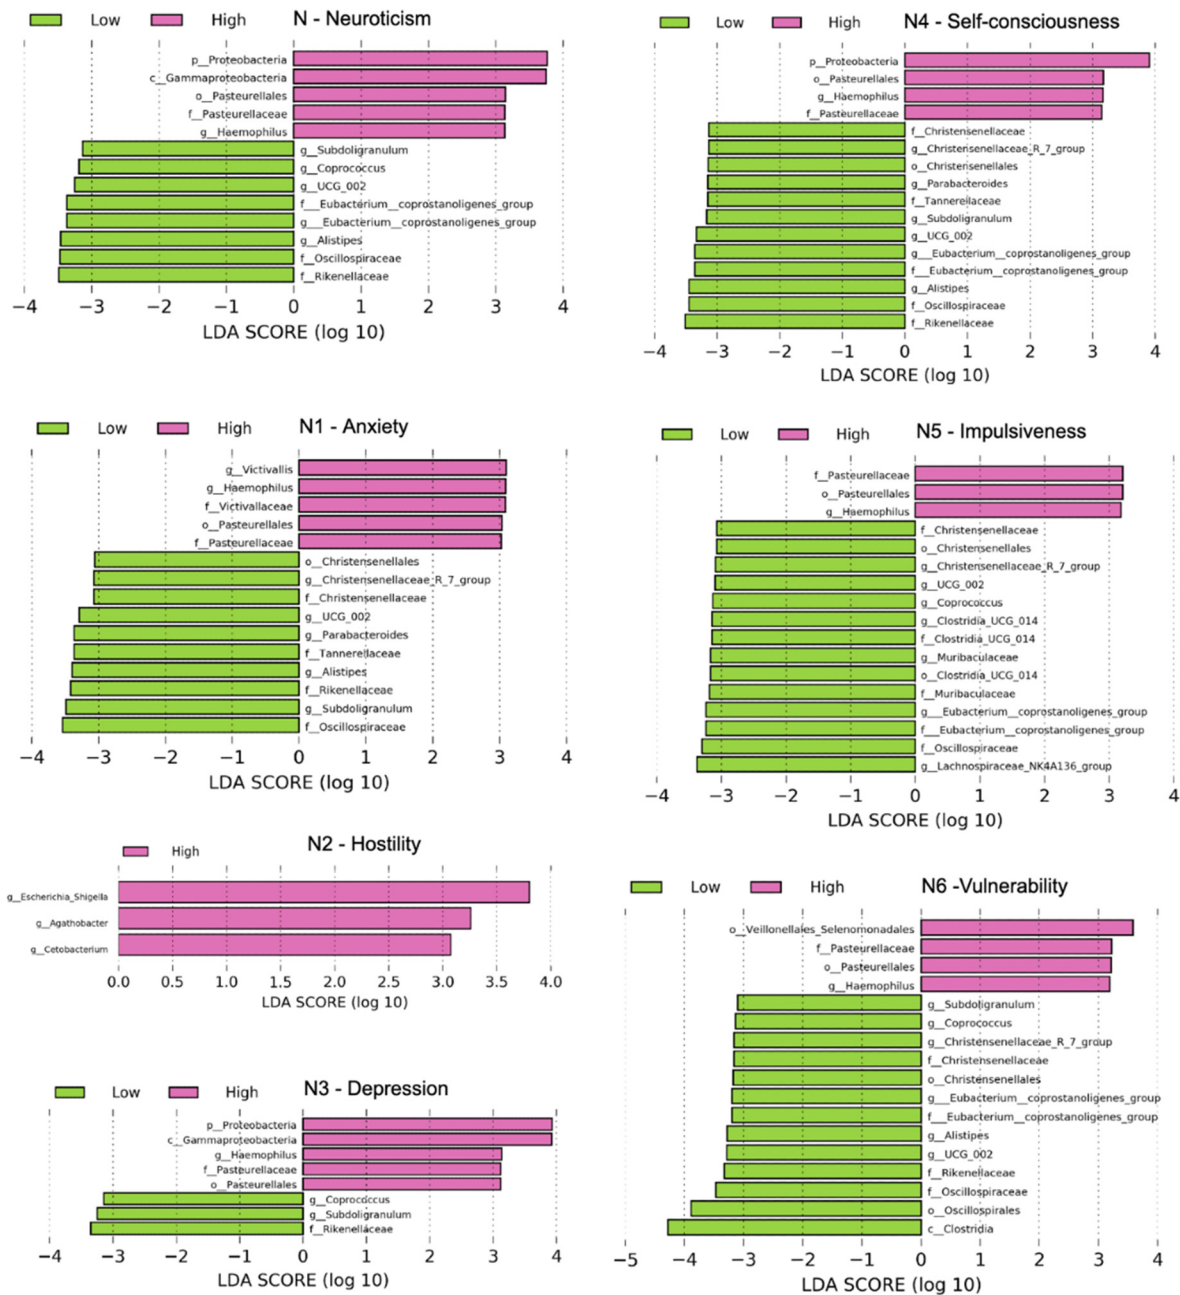 Low High N - Neuroticism
p__Proteobacteria
c__Gammaproteobacteria
o__Pasteurellales
f__Pasteurellaceae
g__Haemophilus
g__Subdoligranulum
g__Coprococcus
g__UCG_002
f___Eubacterium__coprostanoligenes_group
g___Eubacterium__coprostanoligenes_group
g__Alistipes
f__Oscillospiraceae
f__Rikenellaceae
−4 −3 −2 −1 0 1 2 3 4
LDA SCORE (log 10)
Low High N4 - Self-consciousness
p__Proteobacteria
o__Pasteurellales
g__Haemophilus
f__Pasteurellaceae
f__Christensenellaceae
g__Christensenellaceae_R_7_group
o__Christensenellales
g__Parabacteroides
f__Tannerellaceae
g__Subdoligranulum
g__UCG_002
g___Eubacterium__coprostanoligenes_group
f___Eubacterium__coprostanoligenes_group
g__Alistipes
f__Oscillospiraceae
f__Rikenellaceae
−4 −3 −2 −1 0 1 2 3 4
LDA SCORE (log 10)
Low High N1 - Anxiety
g__Victivallis
g__Haemophilus
f__Victivallaceae
o__Pasteurellales
f__Pasteurellaceae
o__Christensenellales
g__Christensenellaceae_R_7_group
f__Christensenellaceae
g__UCG_002
g__Parabacteroides
f__Tannerellaceae
g__Alistipes
f__Rikenellaceae
g__Subdoligranulum
f__Oscillospiraceae
−4 −3 −2 −1 0 1 2 3 4
LDA SCORE (log 10)
Low High N5 - Impulsiveness
f__Pasteurellaceae
o__Pasteurellales
g__Haemophilus
f__Christensenellaceae
o__Christensenellales
g__Christensenellaceae_R_7_group
g__UCG_002
g__Coprococcus
g__Clostridia_UCG_014
f__Clostridia_UCG_014
g__Muribaculaceae
o__Clostridia_UCG_014
f__Muribaculaceae
g___Eubacterium__coprostanoligenes_group
f___Eubacterium__coprostanoligenes_group
f__Oscillospiraceae
g__Lachnospiraceae_NK4A136_group
−4 −3 −2 −1 0 1 2 3 4
LDA SCORE (log 10)
High N2 - Hostility
g__Escherichia_Shigella
g__Agathobacter
g__Cetobacterium
0.0 0.5 1.0 1.5 2.0 2.5 3.0 3.5 4.0
LDA SCORE (log 10)
Low High N6 -Vulnerability
o__Veillonellales_Selenomonadales
f__Pasteurellaceae
o__Pasteurellales
g__Haemophilus
g__Subdoligranulum
g__Coprococcus
g__Christensenellaceae_R_7_group
f__Christensenellaceae
o__Christensenellales
g___Eubacterium__coprostanoligenes_group
f___Eubacterium__coprostanoligenes_group
g__Alistipes
g__UCG_002
f__Rikenellaceae
f__Oscillospiraceae
o__Oscillospirales
c__Clostridia
−5 −4 −3 −2 −1 0 1 2 3 4
LDA SCORE (log 10)
Low High N3 - Depression
p__Proteobacteria
c__Gammaproteobacteria
g__Haemophilus
f__Pasteurellaceae
o__Pasteurellales
g__Coprococcus
g__Subdoligranulum
f__Rikenellaceae
−4 −3 −2 −1 0 1 2 3 4
LDA SCORE (log 10)